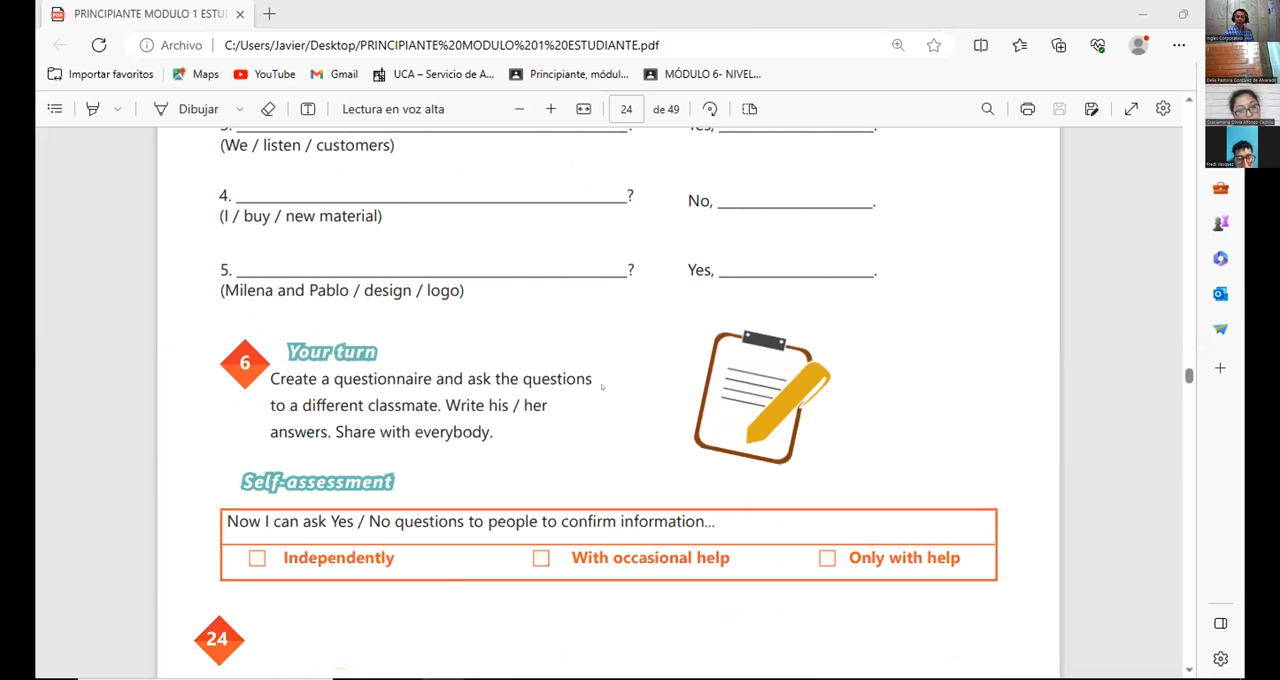 PRINCIPIANTE MODULO 1 ESTU
Archivo
C:/Users/Javier/Desktop/PRINCIPIANTE%20MODULO%201%20ESTUDIANTE.pdf
Importar favoritos
Maps
YouTube
Gmail
UCA – Servicio de A...
Principiante, módul...
MÓDULO 6- NIVEL...
Dibujar
Lectura en voz alta
24
de 49
(We / listen / customers)
4. ______________________________?
No, ______________.
(I / buy / new material)
5. ______________________________?
Yes, ______________.
(Milena and Pablo / design / logo)
6
Your turn
Create a questionnaire and ask the questions
to a different classmate. Write his / her
answers. Share with everybody.
Self-assessment
Now I can ask Yes / No questions to people to confirm information...
Independently
With occasional help
Only with help
24